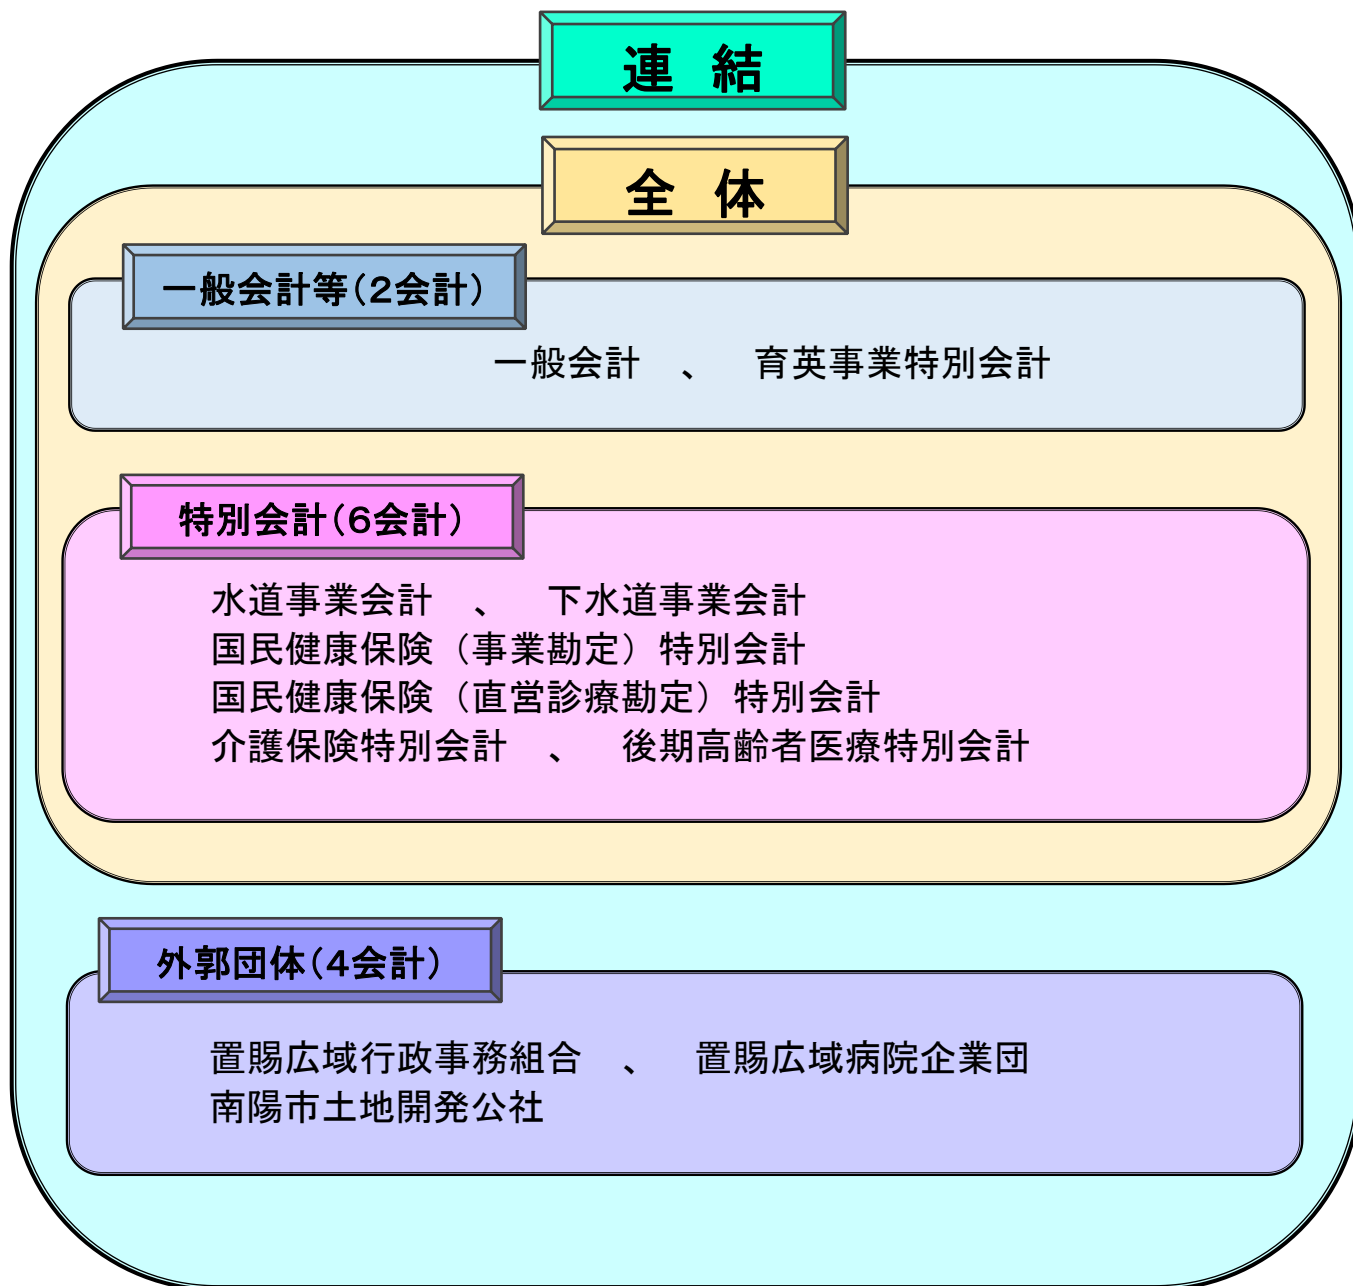 連　結
全　体
一般会計等（２会計）
一般会計　、　育英事業特別会計
特別会計（６会計）
水道事業会計　、　下水道事業会計
国民健康保険（事業勘定）特別会計
国民健康保険（直営診療勘定）特別会計
介護保険特別会計　、　後期高齢者医療特別会計
外郭団体（４会計）
置賜広域行政事務組合　、　置賜広域病院企業団
南陽市土地開発公社